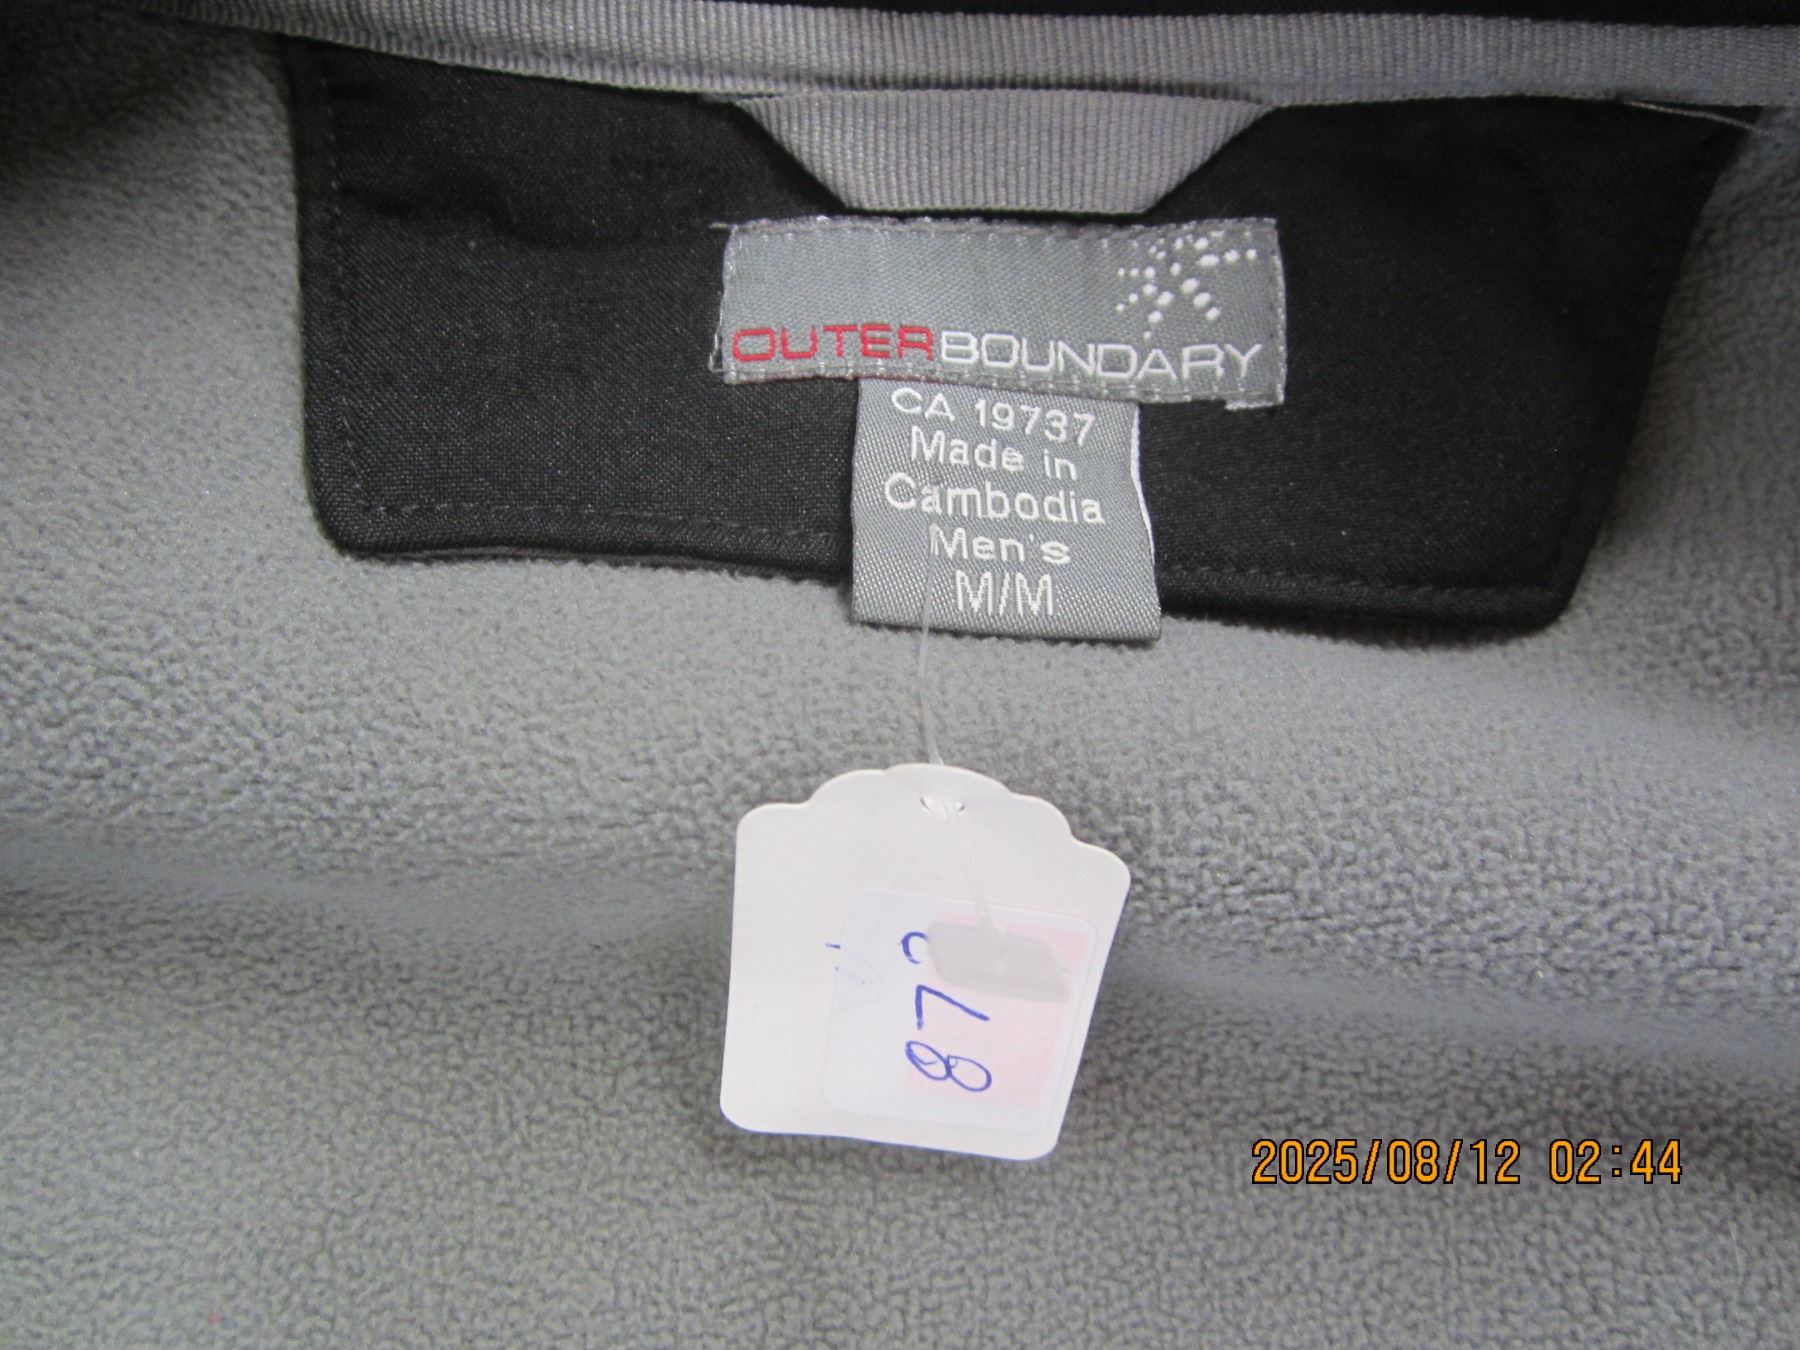 OUTERBOUNDARY
CA 19737
Made in
Cambodia
Men's
M/M
2025/08/12 02:44